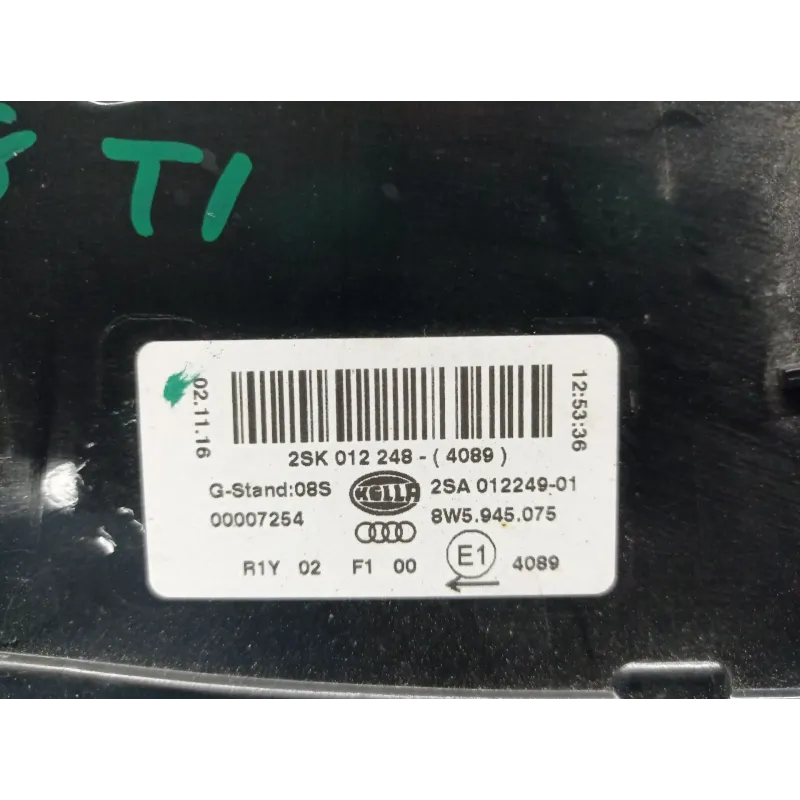 TI
02.11.16
12:53:36
2SK 012 248 - ( 4089 )
G-Stand:08S HELLA 2SA 012249-01
00007254 8W5.945.075
R1Y 02 F1 00 E1 4089